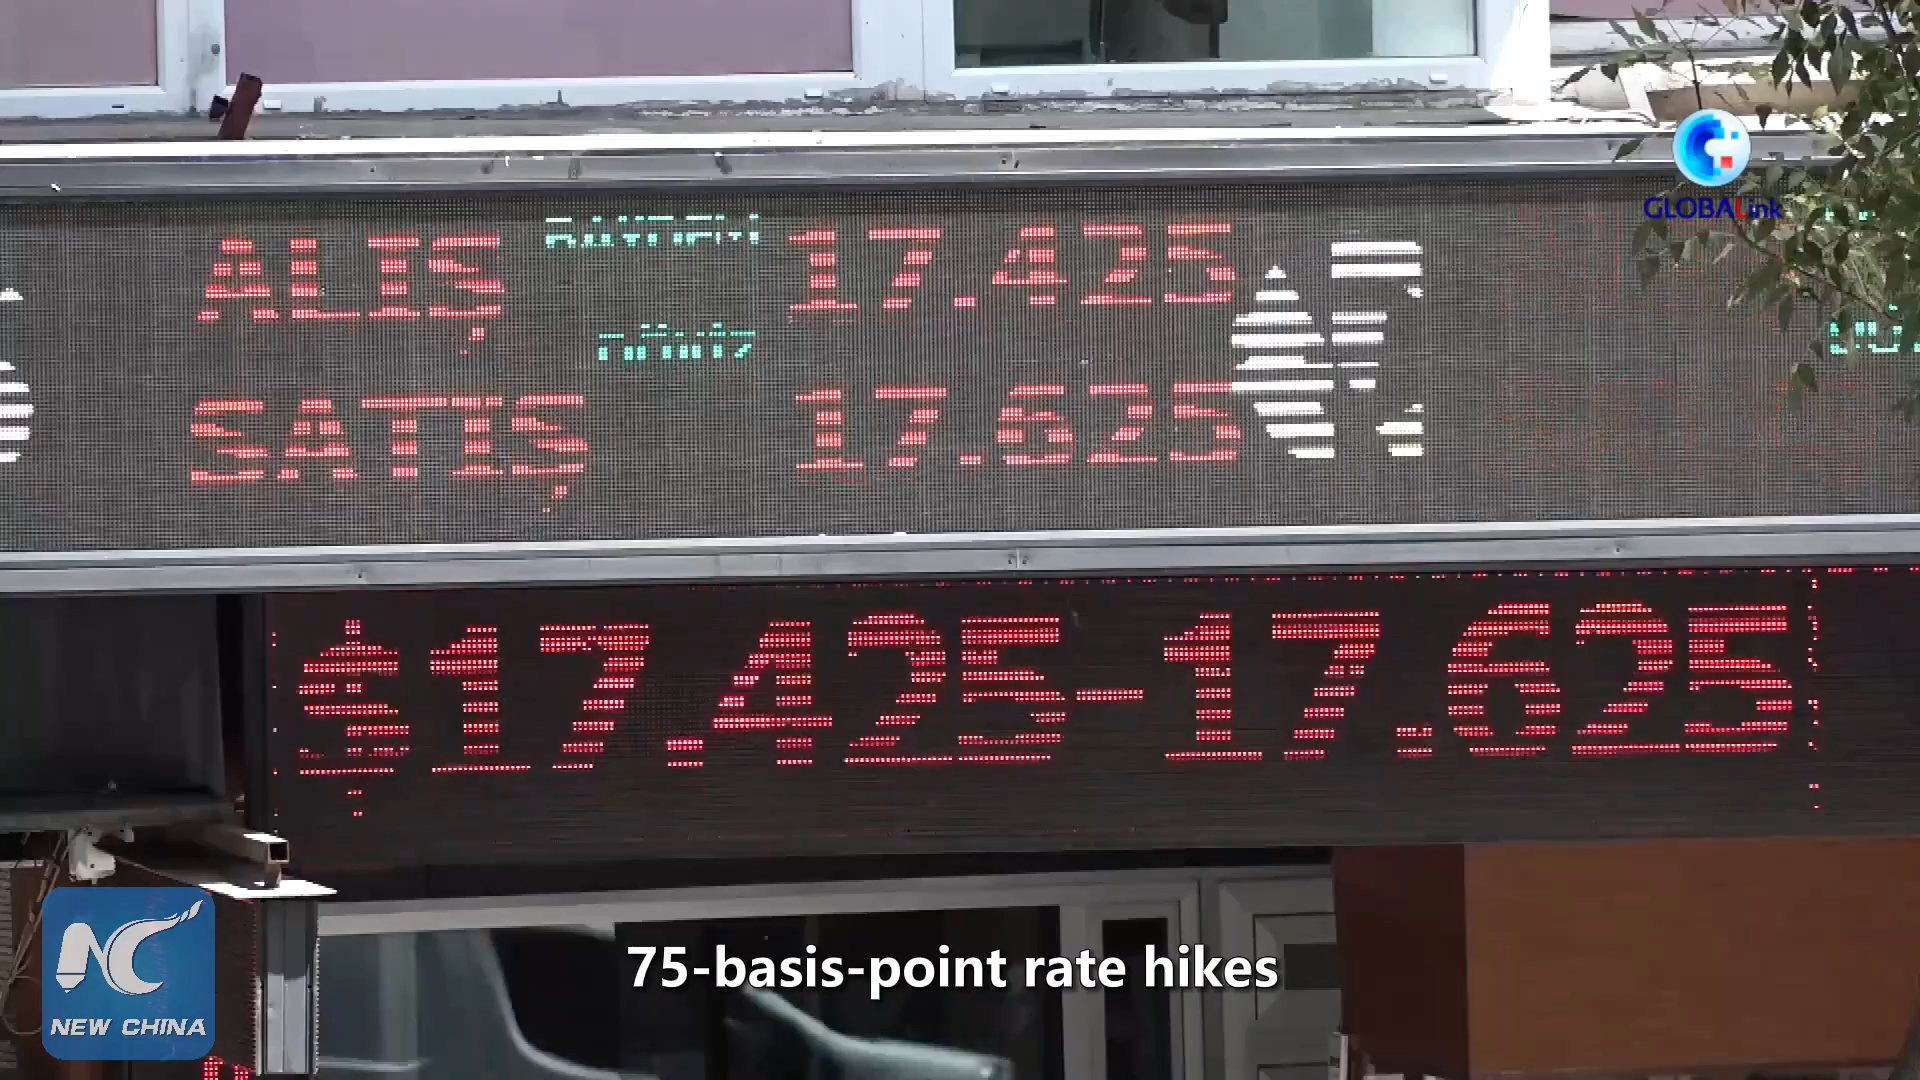 GLOBALink
ALIŞ 17.425
SATIŞ 17.625
$17.425-17.625
75-basis-point rate hikes
NEW CHINA